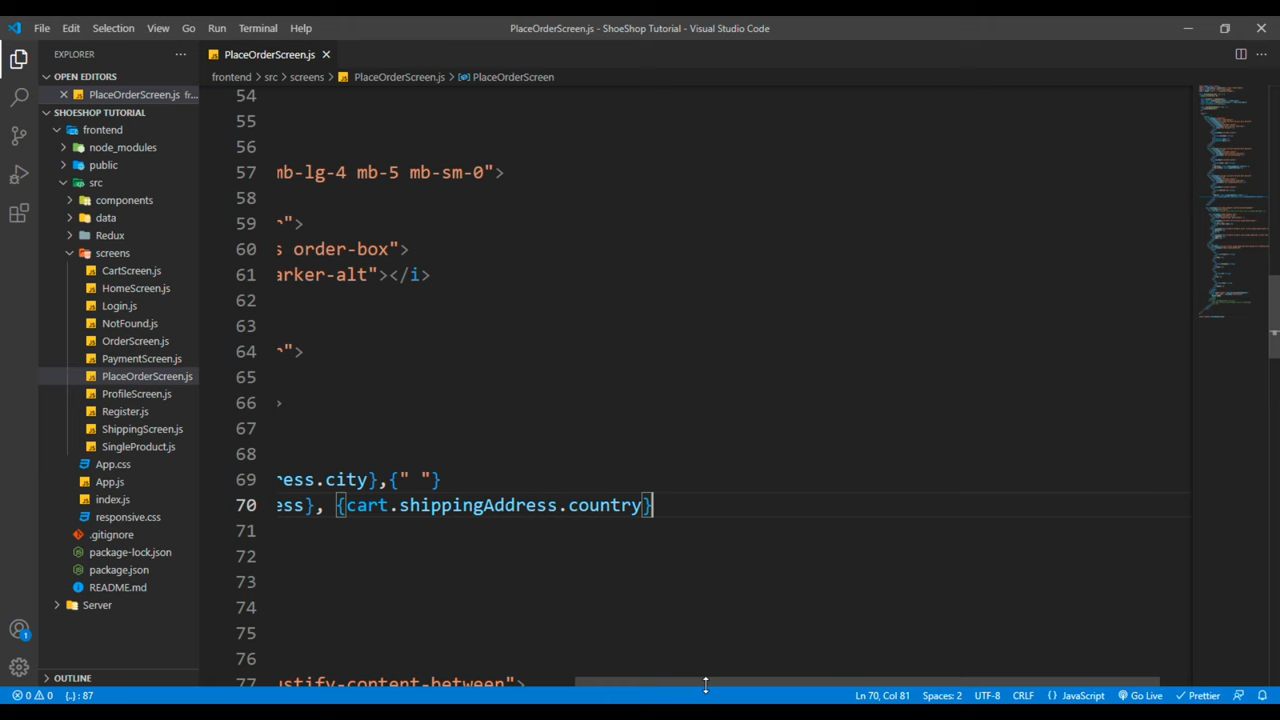 File Edit Selection View Go Run Terminal Help
PlaceOrderScreen.js - ShoeShop Tutorial - Visual Studio Code
EXPLORER
PlaceOrderScreen.js
OPEN EDITORS
PlaceOrderScreen.js fr...
SHOESHOP TUTORIAL
frontend
node_modules
public
src
components
data
Redux
screens
CartScreen.js
HomeScreen.js
Login.js
NotFound.js
OrderScreen.js
PaymentScreen.js
PlaceOrderScreen.js
ProfileScreen.js
Register.js
ShippingScreen.js
SingleProduct.js
App.css
App.js
index.js
responsive.css
.gitignore
package-lock.json
package.json
README.md
Server
OUTLINE
1
frontend > src > screens > PlaceOrderScreen.js > PlaceOrderScreen
54
55
56
57 mb-lg-4 mb-5 mb-sm-0">
58
59 n">
60 s order-box">
61 arker-alt"></i>
62
63
64 n">
65
66 >
67
68
69 ress.city},{" "}
70 ess}, {cart.shippingAddress.country}
71
72
73
74
75
76
77 ustify-content-between">
0 0 {..} : 87
Ln 70, Col 81 Spaces: 2 UTF-8 CRLF {} JavaScript Go Live Prettier